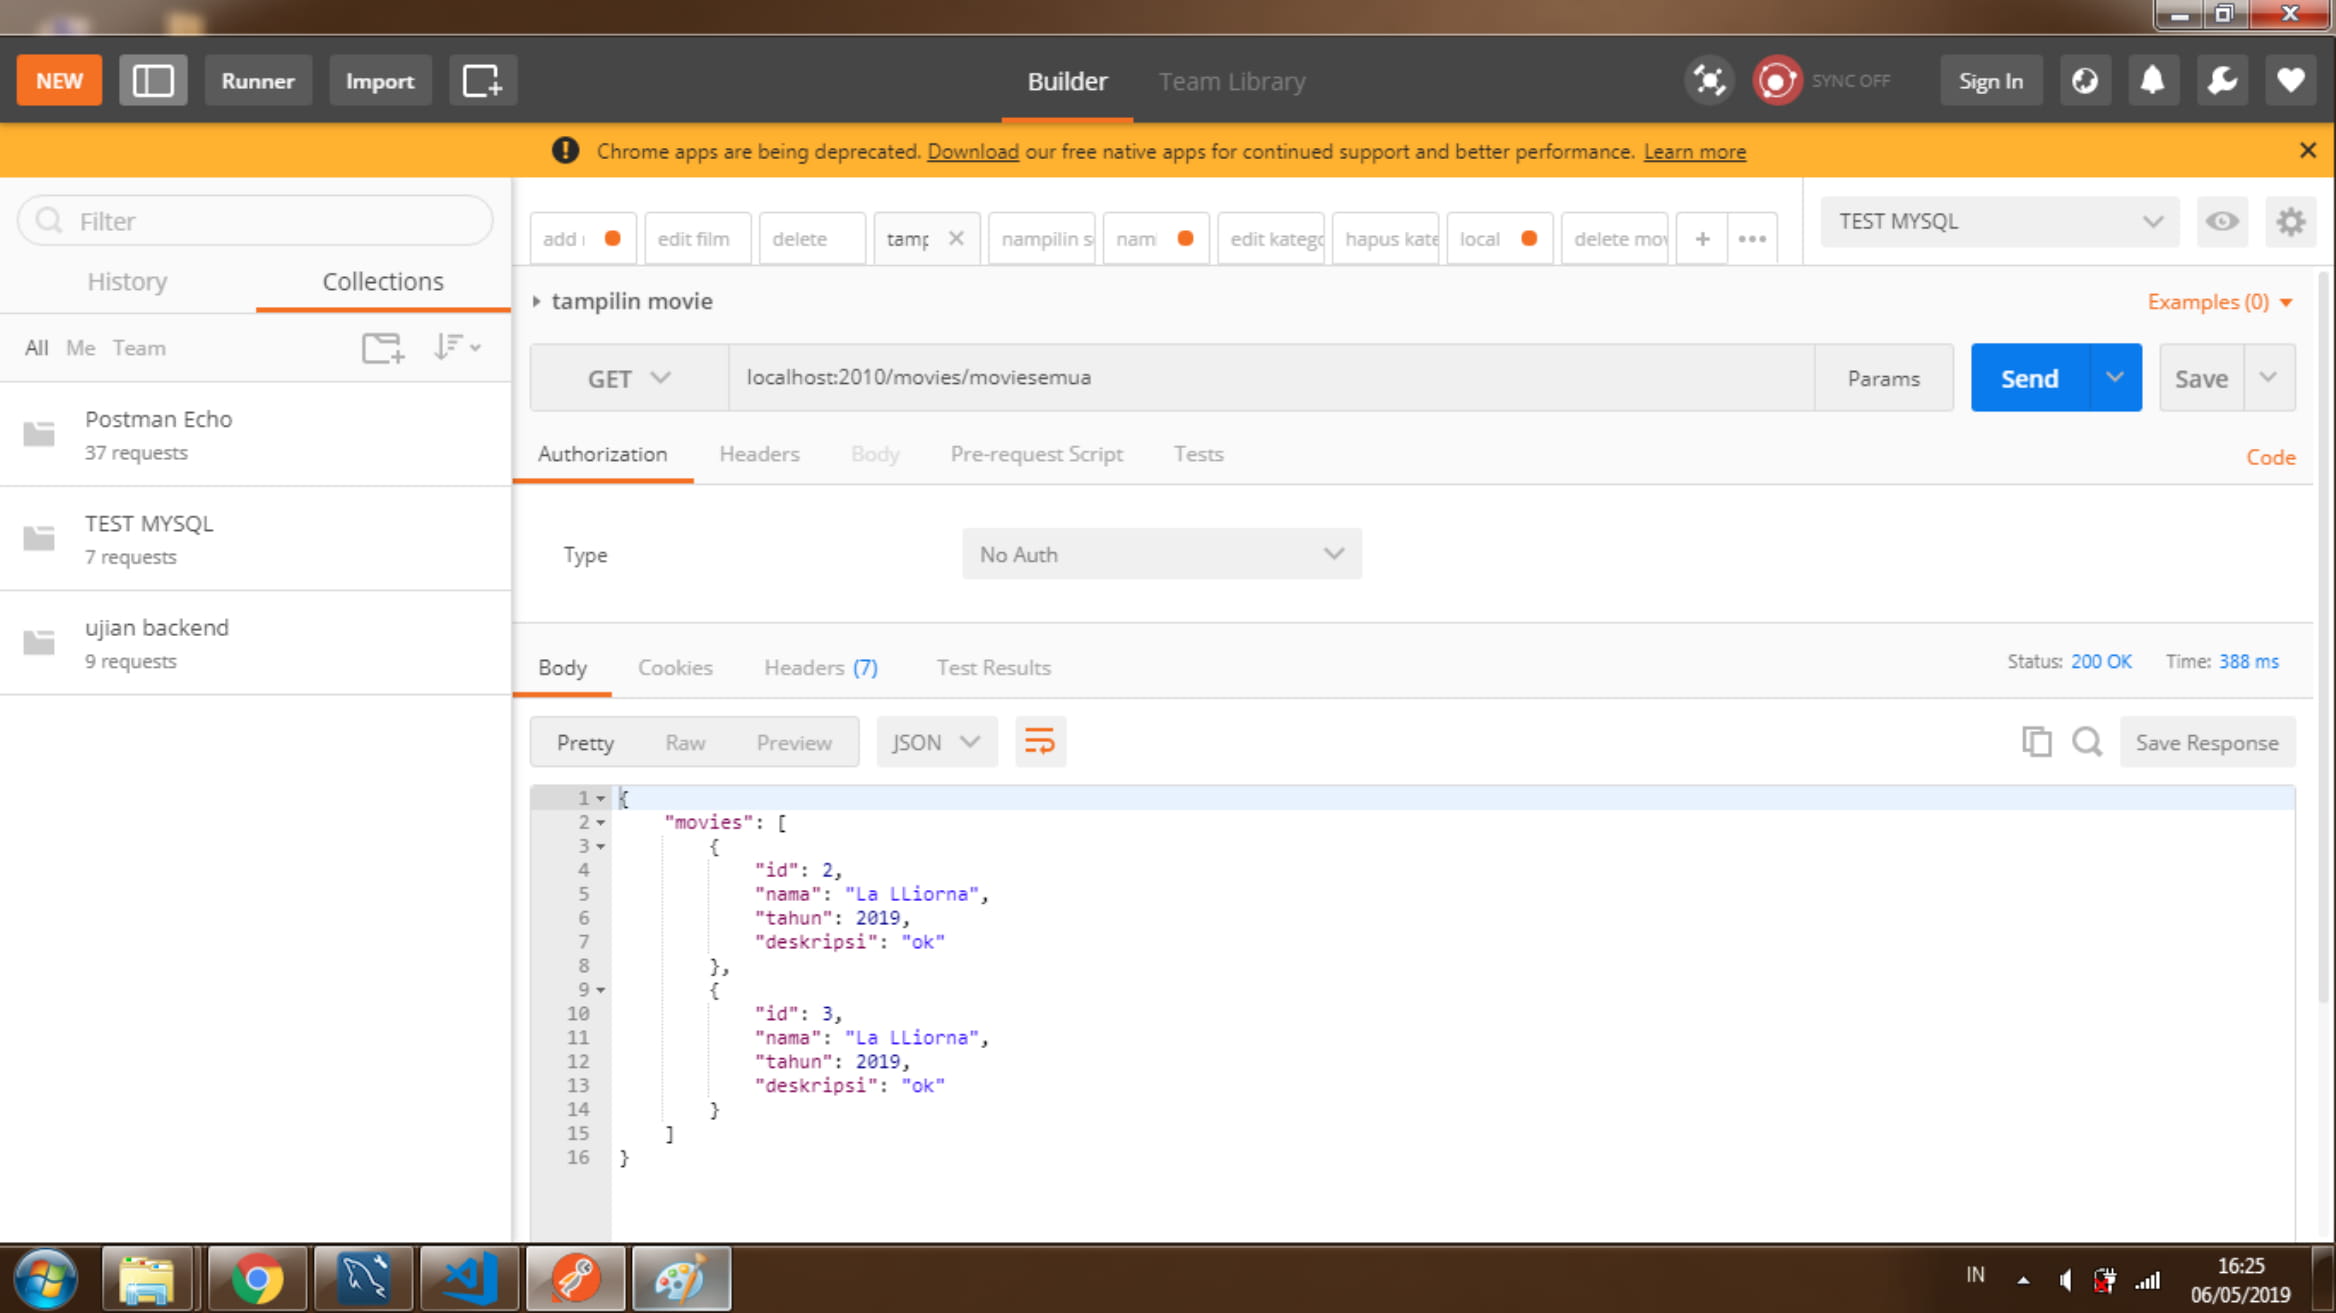 NEW
Runner
Import
Builder
Team Library
SYNC OFF
Sign In
Chrome apps are being deprecated. Download our free native apps for continued support and better performance. Learn more
Filter
History
Collections
All Me Team
Postman Echo
37 requests
TEST MYSQL
7 requests
ujian backend
9 requests
add
edit film
delete
tamp
nampilin s
nami
edit katego
hapus kate
local
delete mov
TEST MYSQL
tampilin movie
Examples (0)
GET
localhost:2010/movies/moviesemua
Params
Send
Save
Authorization
Headers
Body
Pre-request Script
Tests
Code
Type
No Auth
Body
Cookies
Headers (7)
Test Results
Status: 200 OK
Time: 388 ms
Pretty
Raw
Preview
JSON
Save Response
1 {
2 "movies": [
3 {
4 "id": 2,
5 "nama": "La LLiorna",
6 "tahun": 2019,
7 "deskripsi": "ok"
8 },
9 {
10 "id": 3,
11 "nama": "La LLiorna",
12 "tahun": 2019,
13 "deskripsi": "ok"
14 }
15 ]
16 }
IN
16:25
06/05/2019